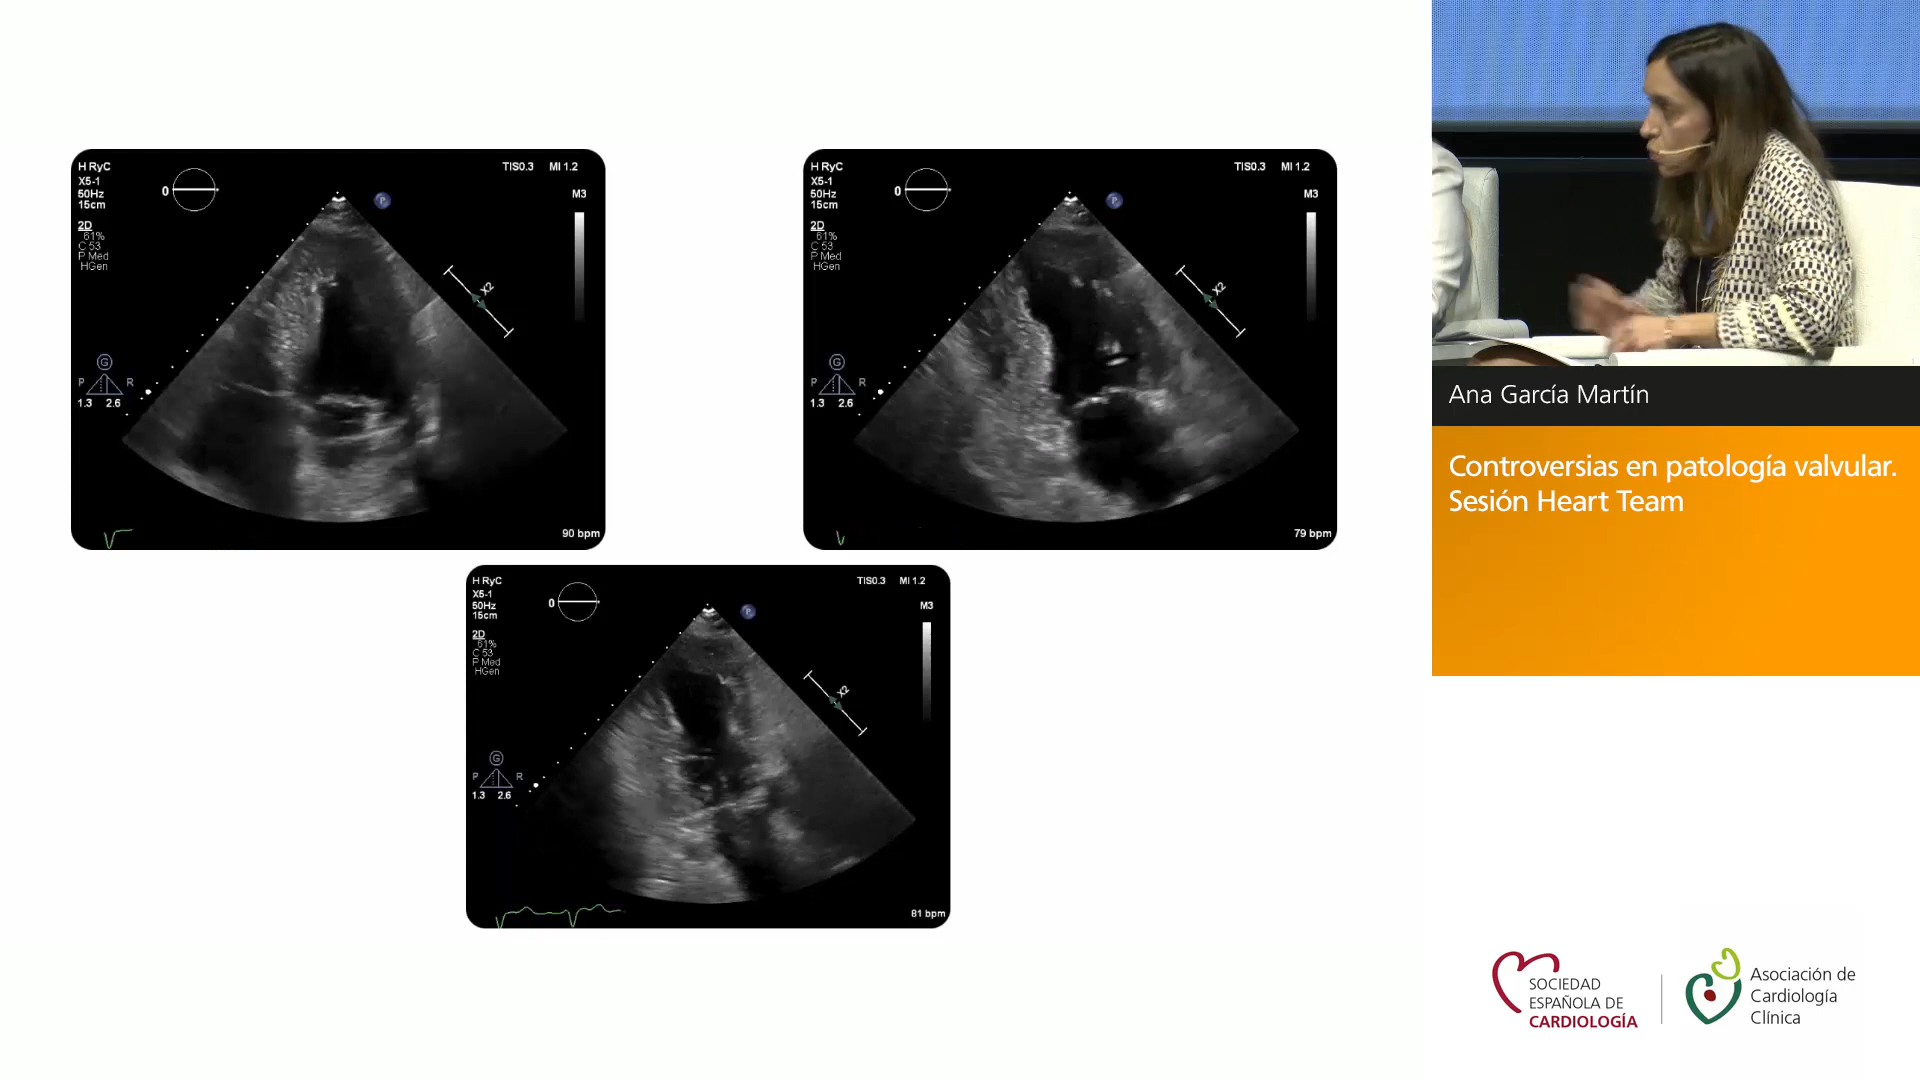 H RyC
X5-1
50Hz
15cm
2D
61%
C 53
P Med
HGen
0
P
TIS0.3 MI 1.2
M3
X2
G
P R
1.3 2.6
90 bpm
H RyC
X5-1
50Hz
15cm
2D
61%
C 53
P Med
HGen
0
P
TIS0.3 MI 1.2
M3
X2
G
P R
1.3 2.6
79 bpm
H RyC
X5-1
50Hz
15cm
2D
61%
C 53
P Med
HGen
0
P
TIS0.3 MI 1.2
M3
X2
G
P R
1.3 2.6
81 bpm
Ana García Martín
Controversias en patología valvular.
Sesión Heart Team
SOCIEDAD
ESPAÑOLA DE
CARDIOLOGÍA
Asociación de
Cardiología
Clínica